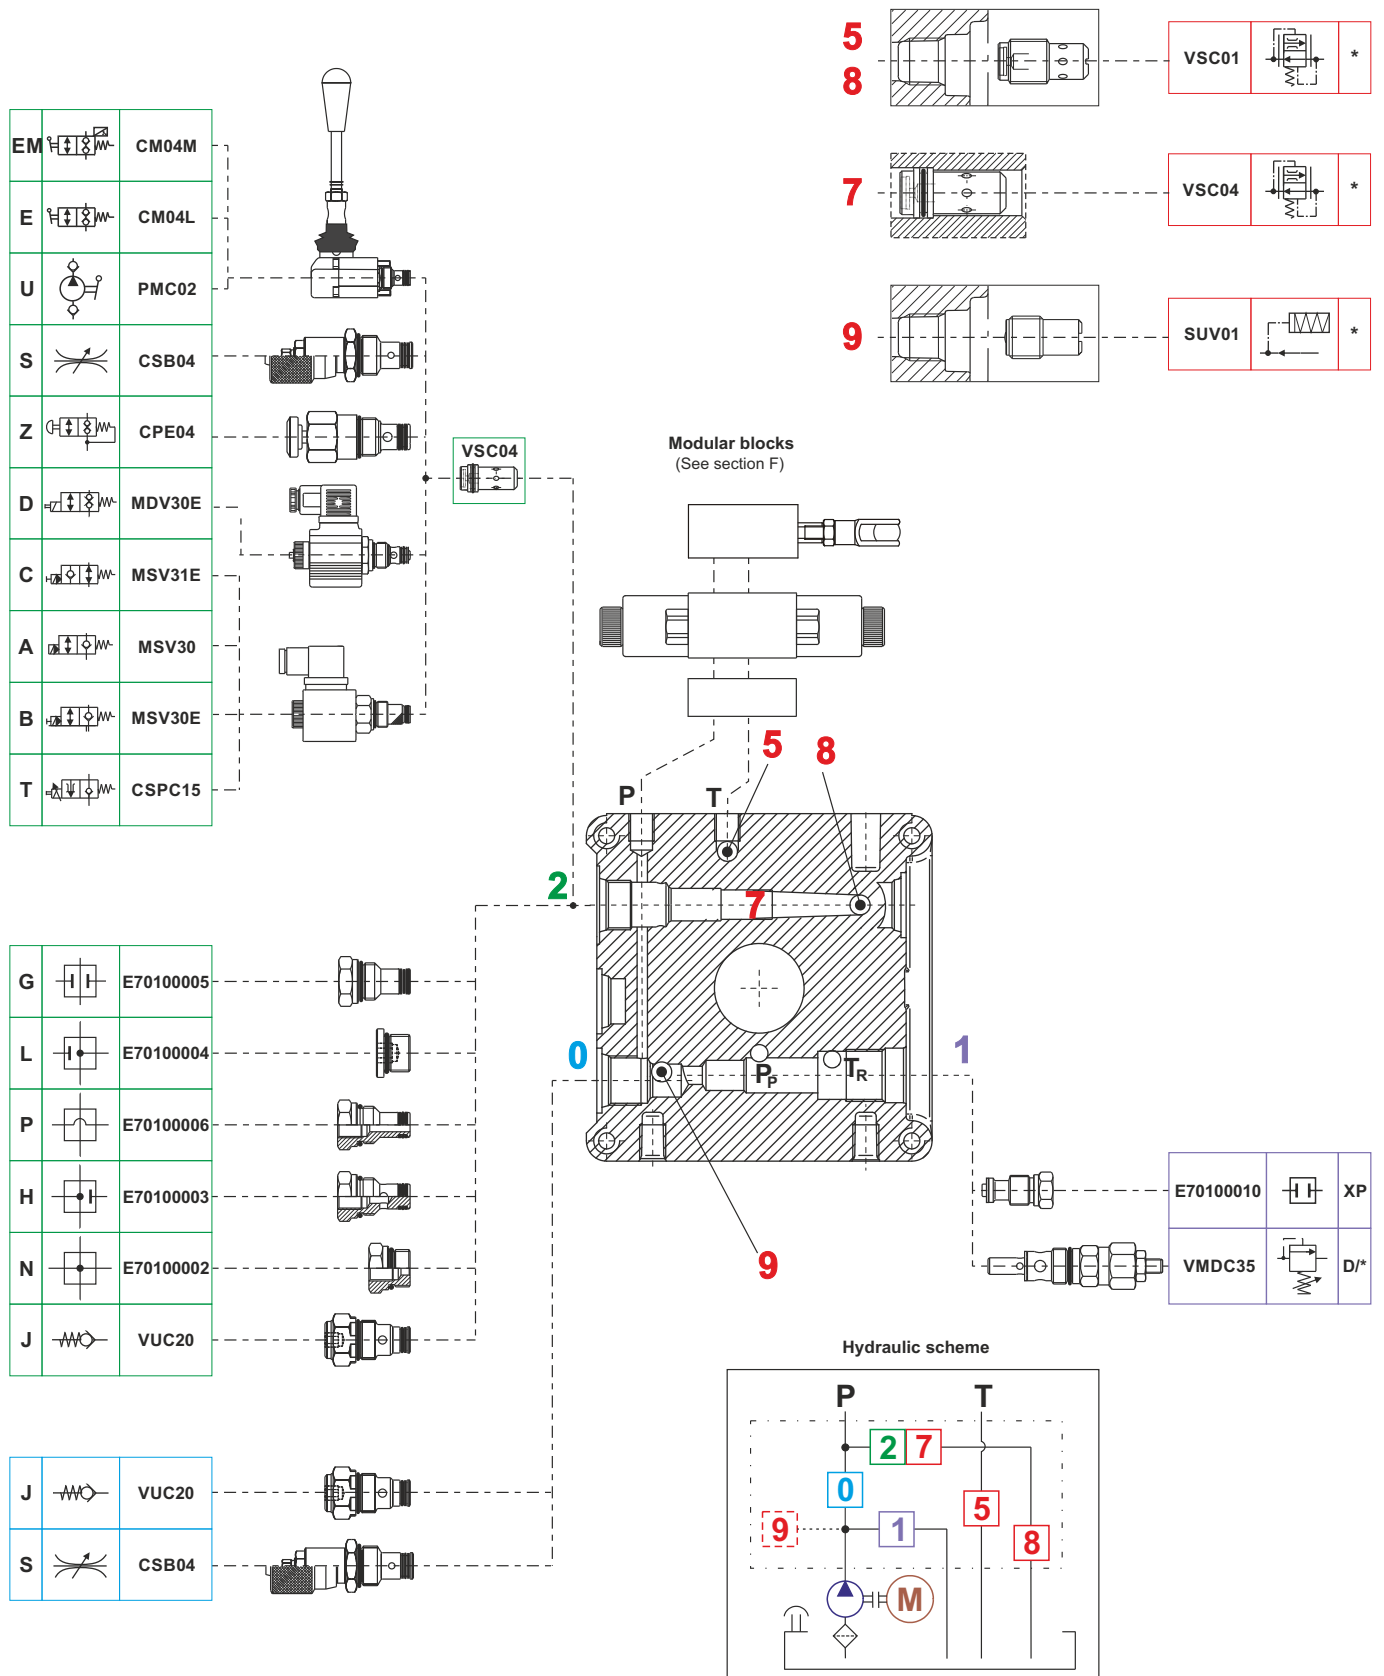 5
8
VSC01 *
7
VSC04 *
9
SUV01 *
EM CM04M
E CM04L
U PMC02
S CSB04
Z CPE04
D MDV30E
C MSV31E
A MSV30
B MSV30E
T CSPC15
VSC04
Modular blocks
(See section F)
5
8
P
T
2
7
0
1
PP
TR
9
G E70100005
L E70100004
P E70100006
H E70100003
N E70100002
J VUC20
E70100010 XP
VMDC35 D/*
J VUC20
S CSB04
Hydraulic scheme
P T
2 7
0
5
9 1
8
M